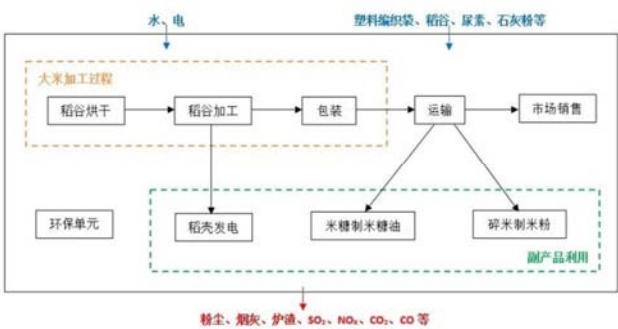 水、电
塑料编织袋、稻谷、尿素、石灰粉等
大米加工过程
稻谷烘干
稻谷加工
包装
运输
市场销售
环保单元
稻壳发电
米糠制米糠油
碎米制米粉
副产品利用
粉尘、烟灰、炉渣、SO₂、NOₓ、CO₂、CO 等